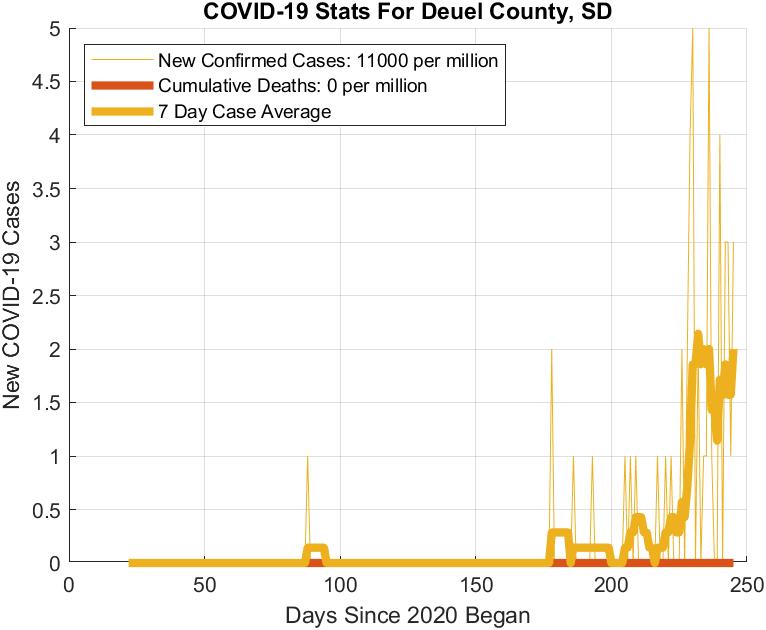 COVID-19 Stats For Deuel County, SD
New Confirmed Cases: 11000 per million
Cumulative Deaths: 0 per million
7 Day Case Average
New COVID-19 Cases
5
4.5
4
3.5
3
2.5
2
1.5
1
0.5
0
0 50 100 150 200 250
Days Since 2020 Began